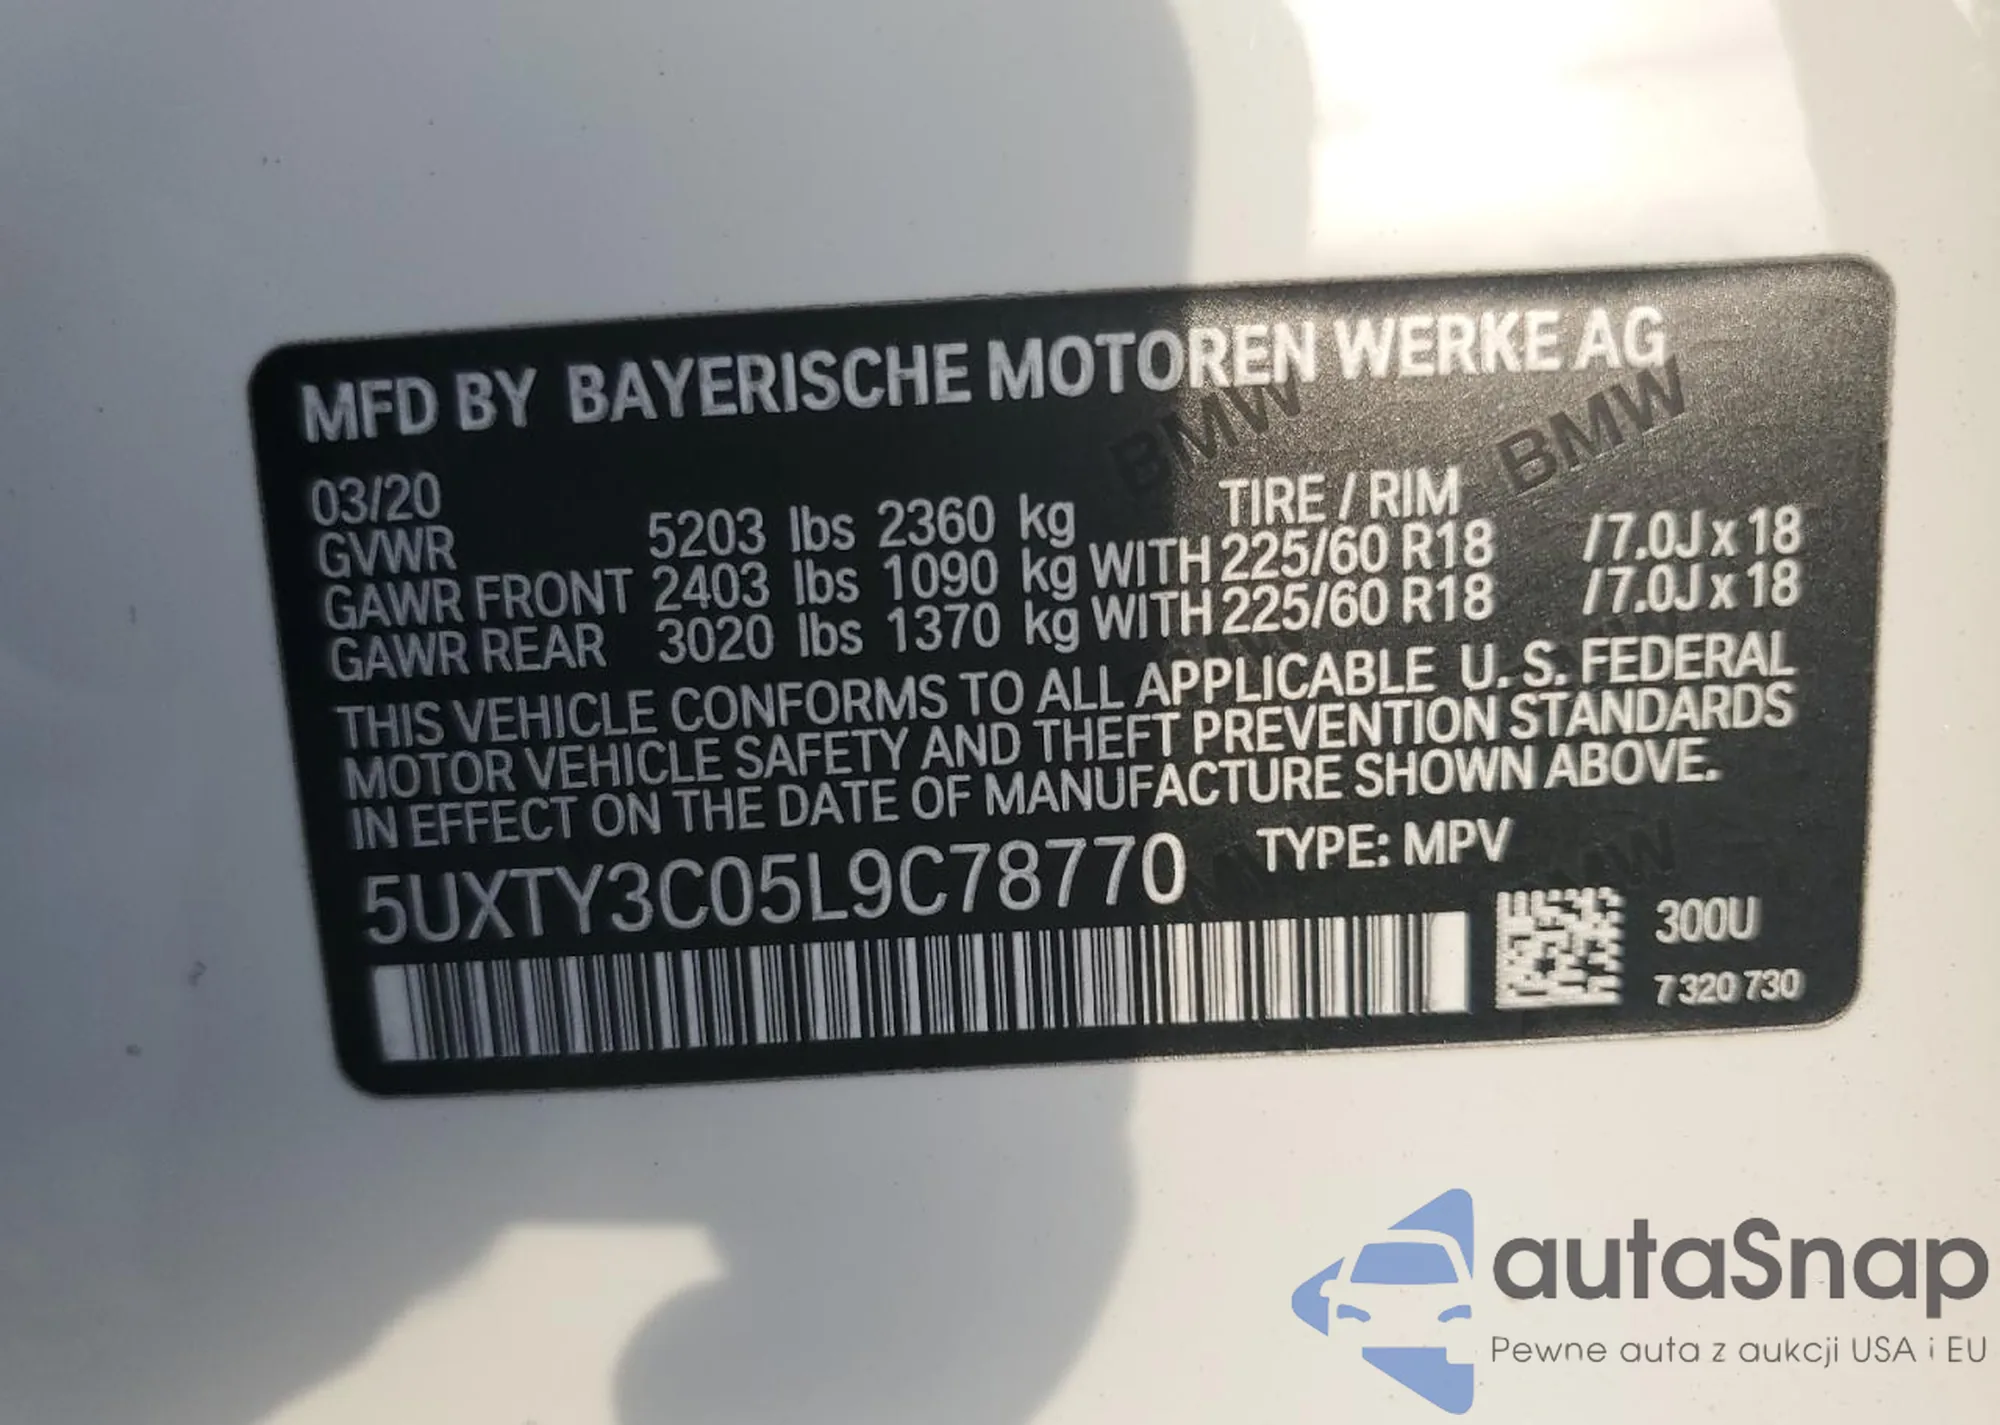 MFD BY BAYERISCHE MOTOREN WERKE AG
03/20 TIRE / RIM
GVWR 5203 lbs 2360 kg
GAWR FRONT 2403 lbs 1090 kg WITH 225/60 R18 /7.0J x 18
GAWR REAR 3020 lbs 1370 kg WITH 225/60 R18 /7.0J x 18
THIS VEHICLE CONFORMS TO ALL APPLICABLE U. S. FEDERAL
MOTOR VEHICLE SAFETY AND THEFT PREVENTION STANDARDS
IN EFFECT ON THE DATE OF MANUFACTURE SHOWN ABOVE.
5UXTY3C05L9C78770 TYPE: MPV
300U
7 320 730
BMW
BMW
autaSnap
Pewne auta z aukcji USA i EU